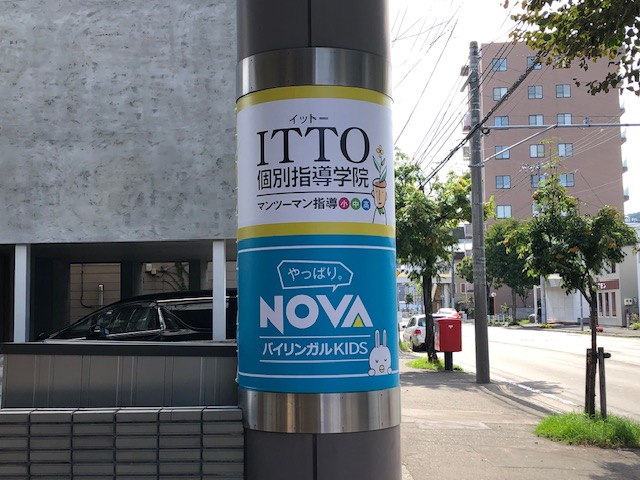 イットー
ITTO
個別指導学院
マンツーマン指導 小 中 高
やっぱり。
NOVA
バイリンガルKIDS